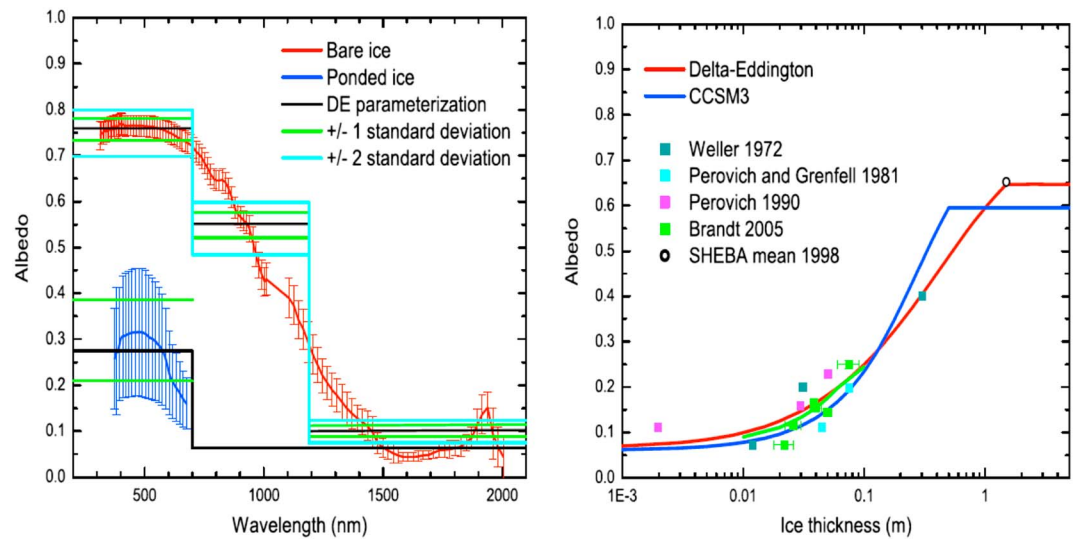 1.0
0.9
0.8
0.7
0.6
0.5
0.4
0.3
0.2
0.1
0.0
Albedo
500
1000
1500
2000
Wavelength (nm)
Bare ice
Ponded ice
DE parameterization
+/- 1 standard deviation
+/- 2 standard deviation
1.0
0.9
0.8
0.7
0.6
0.5
0.4
0.3
0.2
0.1
0.0
Albedo
1E-3
0.01
0.1
1
Ice thickness (m)
Delta-Eddington
CCSM3
Weller 1972
Perovich and Grenfell 1981
Perovich 1990
Brandt 2005
SHEBA mean 1998